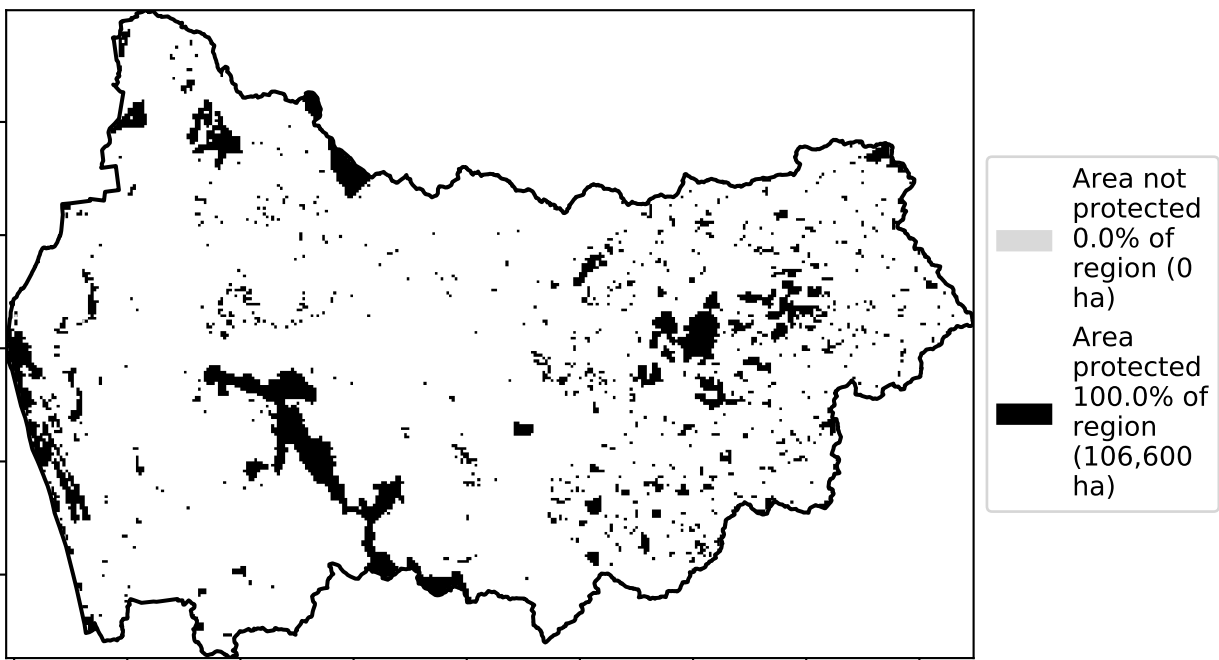 Area not
protected
0.0% of
region (0
ha)
Area
protected
100.0% of
region
(106,600
ha)